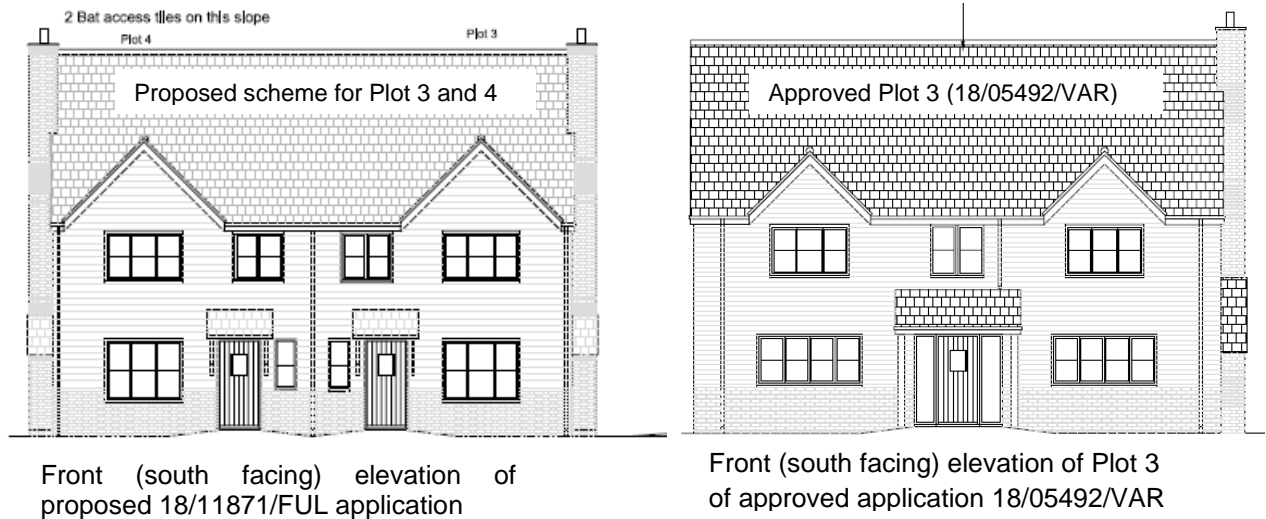 2 Bat access tiles on this slope
Plot 4
Plot 3
Proposed scheme for Plot 3 and 4
Approved Plot 3 (18/05492/VAR)
Front (south facing) elevation of
proposed 18/11871/FUL application
Front (south facing) elevation of Plot 3
of approved application 18/05492/VAR